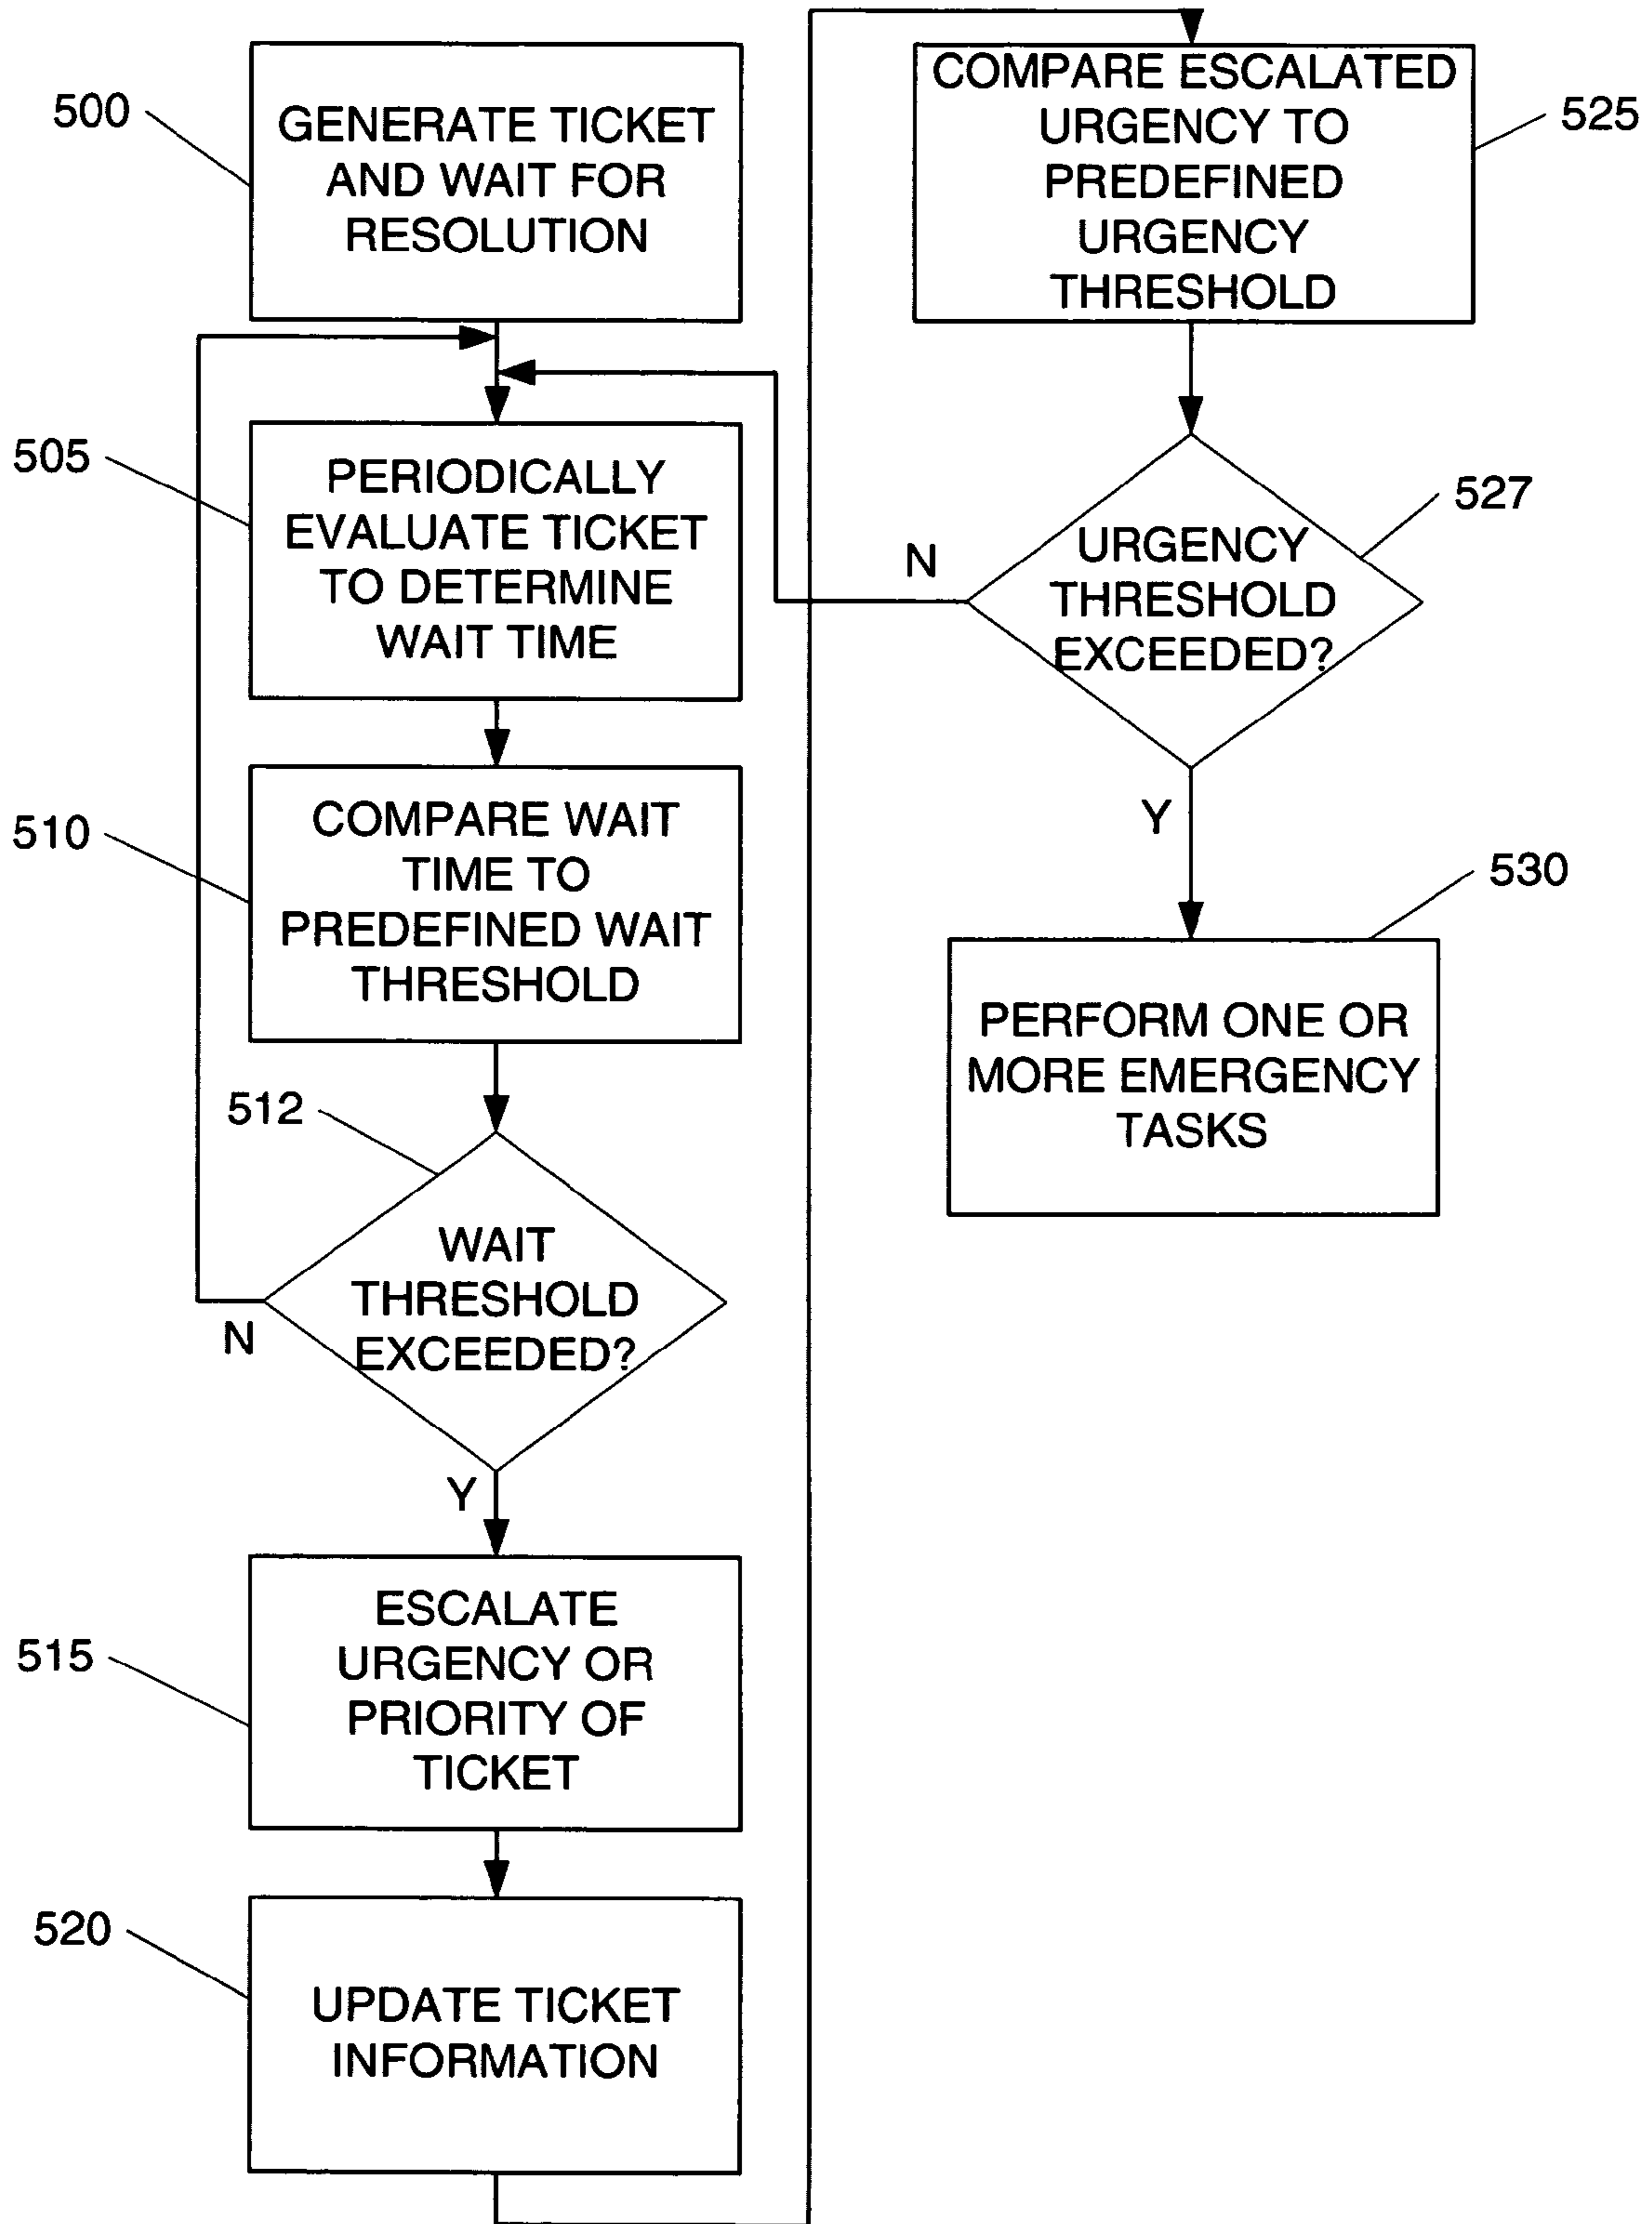 500
GENERATE TICKET
AND WAIT FOR
RESOLUTION
505
PERIODICALLY
EVALUATE TICKET
TO DETERMINE
WAIT TIME
510
COMPARE WAIT
TIME TO
PREDEFINED WAIT
THRESHOLD
512
WAIT
THRESHOLD
EXCEEDED?
N
Y
515
ESCALATE
URGENCY OR
PRIORITY OF
TICKET
520
UPDATE TICKET
INFORMATION
COMPARE ESCALATED
URGENCY TO
PREDEFINED
URGENCY
THRESHOLD
525
527
URGENCY
THRESHOLD
EXCEEDED?
N
Y
530
PERFORM ONE OR
MORE EMERGENCY
TASKS